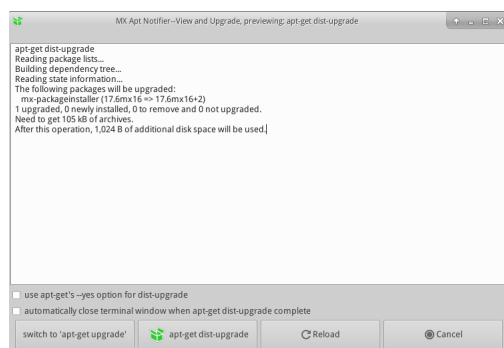 MX Apt Notifier--View and Upgrade, previewing: apt-get dist-upgrade
apt-get dist-upgrade
Reading package lists...
Building dependency tree...
Reading state information...
The following packages will be upgraded:
mx-packageinstaller (17.6mx16 => 17.6mx16+2)
1 upgraded, 0 newly installed, 0 to remove and 0 not upgraded.
Need to get 105 kB of archives.
After this operation, 1,024 B of additional disk space will be used.
use apt-get's --yes option for dist-upgrade
automatically close terminal window when apt-get dist-upgrade complete
switch to 'apt-get upgrade' apt-get dist-upgrade Reload Cancel